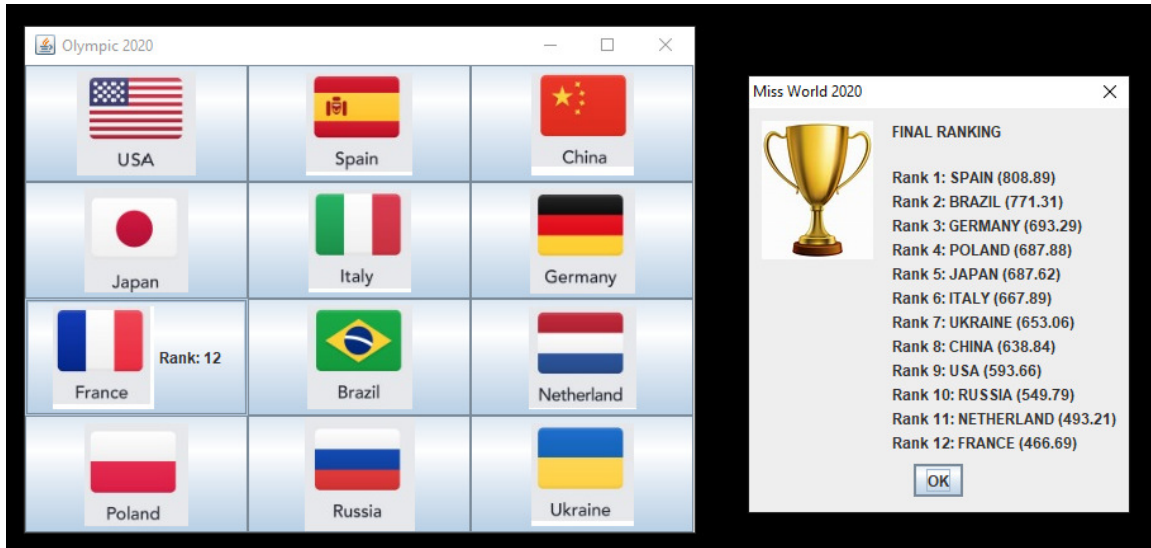 Olympic 2020
USA
Spain
China
Japan
Italy
Germany
France
Rank: 12
Brazil
Netherland
Poland
Russia
Ukraine
Miss World 2020
FINAL RANKING
Rank 1: SPAIN (808.89)
Rank 2: BRAZIL (771.31)
Rank 3: GERMANY (693.29)
Rank 4: POLAND (687.88)
Rank 5: JAPAN (687.62)
Rank 6: ITALY (667.89)
Rank 7: UKRAINE (653.06)
Rank 8: CHINA (638.84)
Rank 9: USA (593.66)
Rank 10: RUSSIA (549.79)
Rank 11: NETHERLAND (493.21)
Rank 12: FRANCE (466.69)
OK